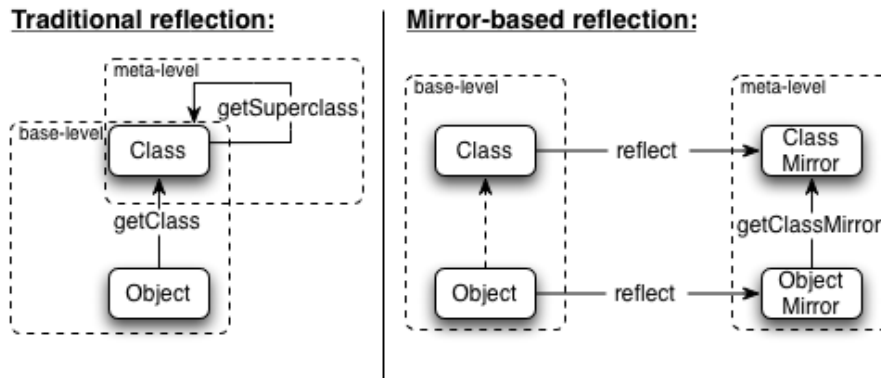 Traditional reflection:
meta-level
getSuperclass
base-level
Class
getClass
Object
Mirror-based reflection:
base-level
meta-level
Class
reflect
Class
Mirror
getClassMirror
Object
reflect
Object
Mirror